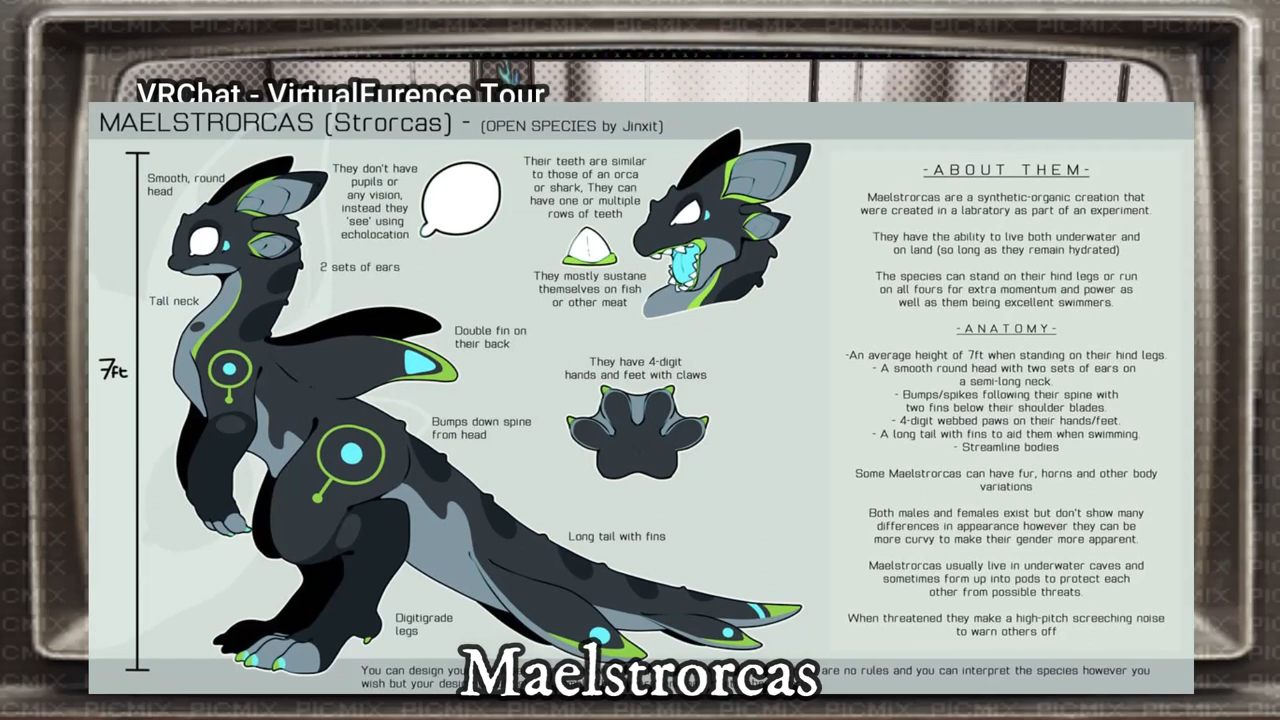 VRChat - VirtualFurence Tour
MAELSTRORCAS (Strorcas) - (OPEN SPECIES by Jinxit)
Smooth, round
head
They don't have
pupils or
any vision,
instead they
'see' using
echolocation
2 sets of ears
Tall neck
Their teeth are similar
to those of an orca
or shark, They can
have one or multiple
rows of teeth
They mostly sustane
themselves on fish
or other meat
Double fin on
their back
7ft
They have 4-digit
hands and feet with claws
Bumps down spine
from head
Long tail with fins
Digitigrade
legs
-ABOUT THEM-
Maelstrorcas are a synthetic-organic creation that
were created in a labratory as part of an experiment.
They have the ability to live both underwater and
on land (so long as they remain hydrated)
The species can stand on their hind legs or run
on all fours for extra momentum and power as
well as them being excellent swimmers.
-ANATOMY-
-An average height of 7ft when standing on their hind legs.
- A smooth round head with two sets of ears on
a semi-long neck.
- Bumps/spikes following their spine with
two fins below their shoulder blades.
- 4-digit webbed paws on their hands/feet.
- A long tail with fins to aid them when swimming.
- Streamline bodies
Some Maelstrorcas can have fur, horns and other body
variations
Both males and females exist but don't show many
differences in appearance however they can be
more curvy to make their gender more apparent.
Maelstrorcas usually live in underwater caves and
sometimes form up into pods to protect each
other from possible threats.
When threatened they make a high-pitch screeching noise
to warn others off
You can design are no rules and you can interpret the species however you
wish but your
Maelstrorcas
PICMIX PICMIX PICMIX PICMIX PICMIX PICMIX PICMIX PICMIX